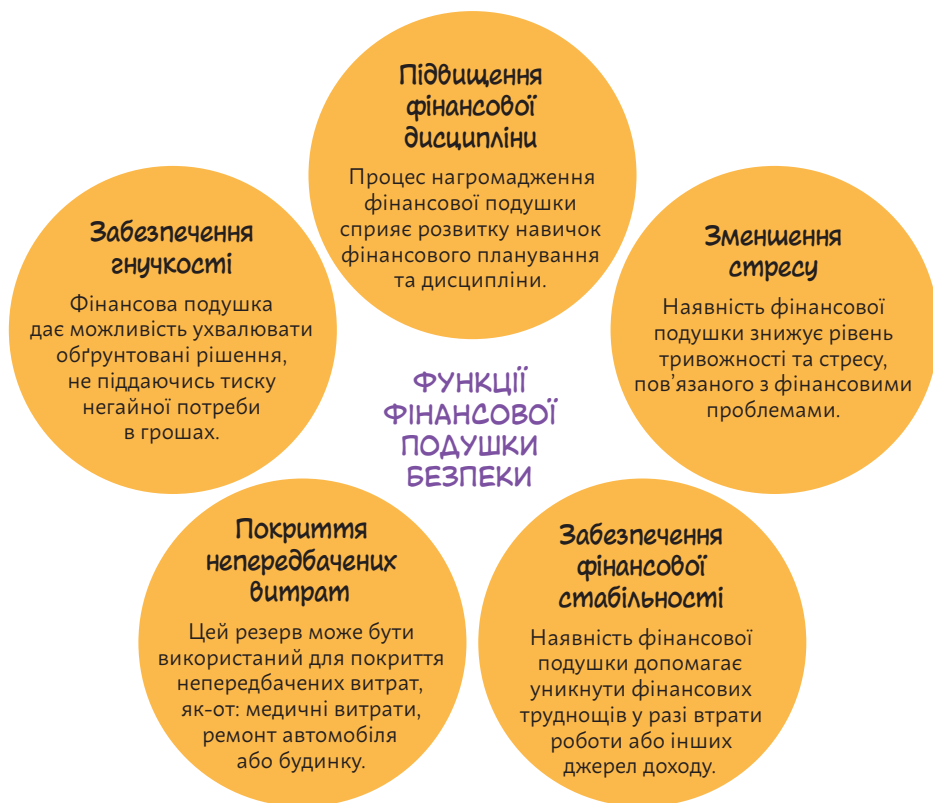 Підвищення
фінансової
дисципліни
Процес нагромадження
фінансової подушки
сприяє розвитку навичок
фінансового планування
та дисципліни.
Забезпечення
гнучкості
Фінансова подушка
дає можливість ухвалювати
обґрунтовані рішення,
не піддаючись тиску
негайної потреби
в грошах.
Зменшення
стресу
Наявність фінансової
подушки знижує рівень
тривожності та стресу,
пов’язаного з фінансовими
проблемами.
ФУНКЦІЇ
ФІНАНСОВОЇ
ПОДУШКИ
БЕЗПЕКИ
Покриття
непередбачених
витрат
Цей резерв може бути
використаний для покриття
непередбачених витрат,
як-от: медичні витрати,
ремонт автомобіля
або будинку.
Забезпечення
фінансової
стабільності
Наявність фінансової
подушки допомагає
уникнути фінансових
труднощів у разі втрати
роботи або інших
джерел доходу.